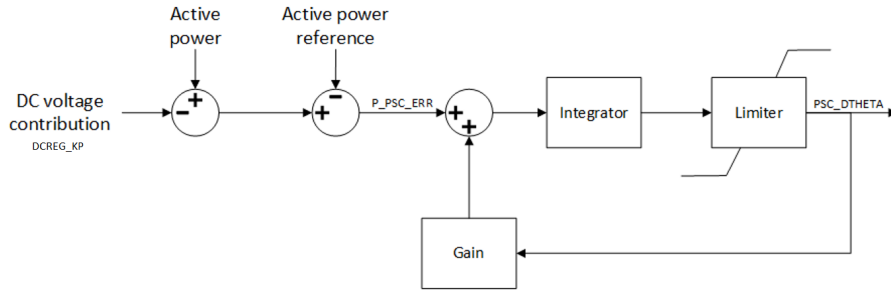 Active
power
Active power
reference
DC voltage
contribution
DCREG_KP
P_PSC_ERR
Integrator
Limiter
PSC_DTHETA
Gain